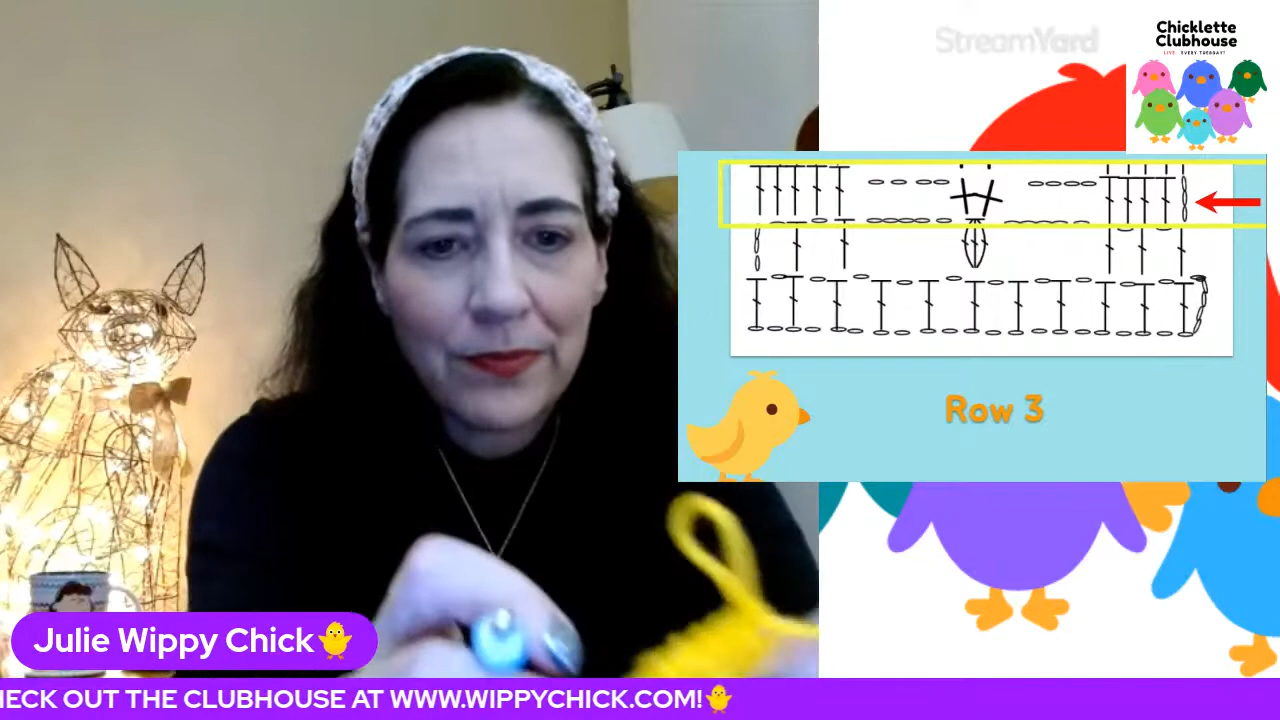 StreamYard
Chicklette
Clubhouse
LIVE EVERY TUESDAY!
Row 3
Julie Wippy Chick🐥
HECK OUT THE CLUBHOUSE AT WWW.WIPPYCHICK.COM!🐥